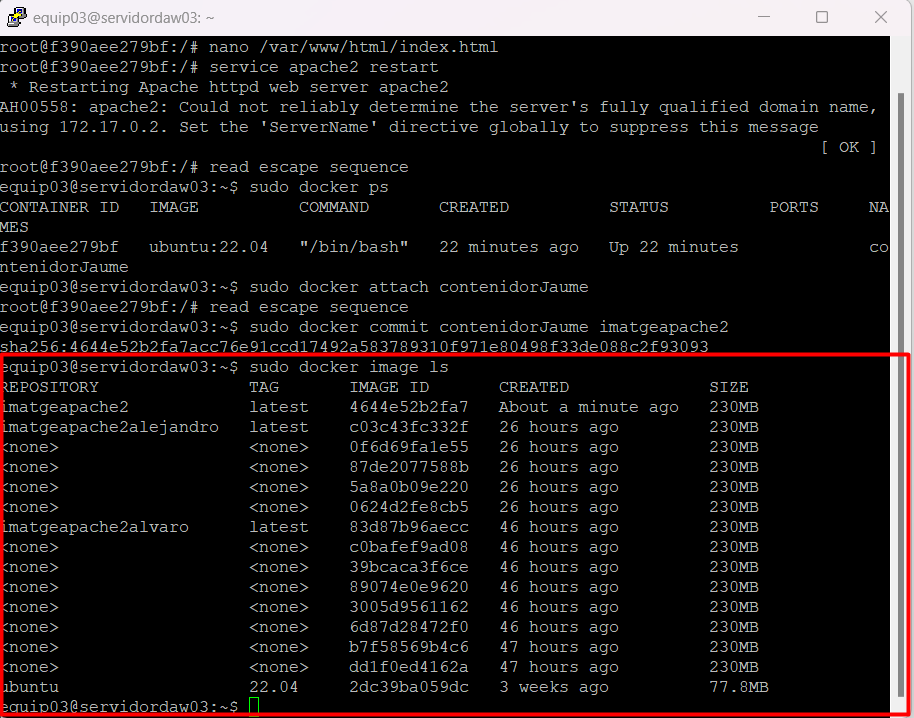 equip03@servidordaw03: ~
root@f390aee279bf:/# nano /var/www/html/index.html
root@f390aee279bf:/# service apache2 restart
 * Restarting Apache httpd web server apache2
AH00558: apache2: Could not reliably determine the server's fully qualified domain name,
using 172.17.0.2. Set the 'ServerName' directive globally to suppress this message
[ OK ]
root@f390aee279bf:/# read escape sequence
equip03@servidordaw03:~$ sudo docker ps
CONTAINER ID   IMAGE          COMMAND       CREATED          STATUS          PORTS     NA
MES
f390aee279bf   ubuntu:22.04   "/bin/bash"   22 minutes ago   Up 22 minutes             co
ntenidorJaume
equip03@servidordaw03:~$ sudo docker attach contenidorJaume
root@f390aee279bf:/# read escape sequence
equip03@servidordaw03:~$ sudo docker commit contenidorJaume imatgeapache2
sha256:4644e52b2fa7acc76e91ccd17492a583789310f971e80498f33de088c2f93093
equip03@servidordaw03:~$ sudo docker image ls
REPOSITORY               TAG       IMAGE ID       CREATED              SIZE
imatgeapache2            latest    4644e52b2fa7   About a minute ago   230MB
imatgeapache2alejandro   latest    c03c43fc332f   26 hours ago         230MB
<none>                   <none>    0f6d69fa1e55   26 hours ago         230MB
<none>                   <none>    87de2077588b   26 hours ago         230MB
<none>                   <none>    5a8a0b09e220   26 hours ago         230MB
<none>                   <none>    0624d2fe8cb5   26 hours ago         230MB
imatgeapache2alvaro      latest    83d87b96aecc   46 hours ago         230MB
<none>                   <none>    c0bafef9ad08   46 hours ago         230MB
<none>                   <none>    39bcaca3f6ce   46 hours ago         230MB
<none>                   <none>    89074e0e9620   46 hours ago         230MB
<none>                   <none>    3005d9561162   46 hours ago         230MB
<none>                   <none>    6d87d28472f0   46 hours ago         230MB
<none>                   <none>    b7f58569b4c6   47 hours ago         230MB
<none>                   <none>    dd1f0ed4162a   47 hours ago         230MB
ubuntu                   22.04     2dc39ba059dc   3 weeks ago          77.8MB
equip03@servidordaw03:~$